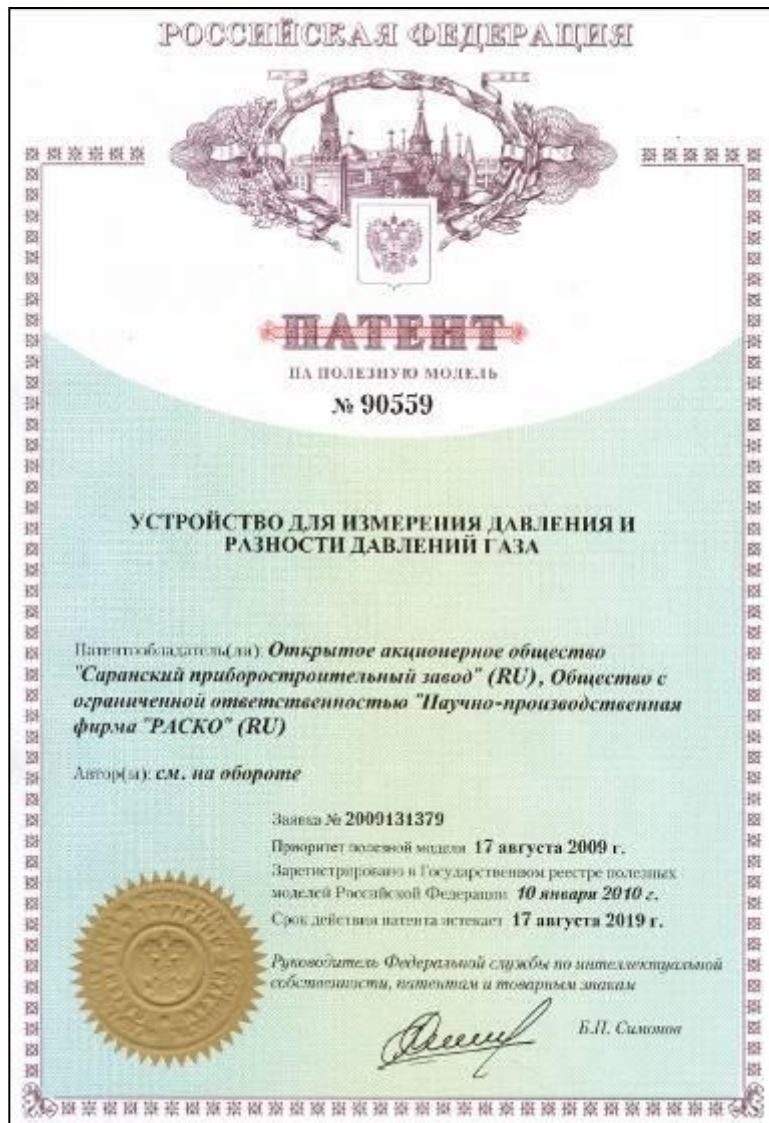 РОССИЙСКАЯ ФЕДЕРАЦИЯ
ПАТЕНТ
НА ПОЛЕЗНУЮ МОДЕЛЬ
№ 90559
УСТРОЙСТВО ДЛЯ ИЗМЕРЕНИЯ ДАВЛЕНИЯ И
РАЗНОСТИ ДАВЛЕНИЙ ГАЗА
Патентообладатель(ли): Открытое акционерное общество
"Саранский приборостроительный завод" (RU), Общество с
ограниченной ответственностью "Научно-производственная
фирма "РАСКО" (RU)
Автор(ы): см. на обороте
Заявка № 2009131379
Приоритет полезной модели 17 августа 2009 г.
Зарегистрировано в Государственном реестре полезных
моделей Российской Федерации 10 января 2010 г.
Срок действия патента истекает 17 августа 2019 г.
Руководитель Федеральной службы по интеллектуальной
собственности, патентам и товарным знакам
Б.П. Симонов